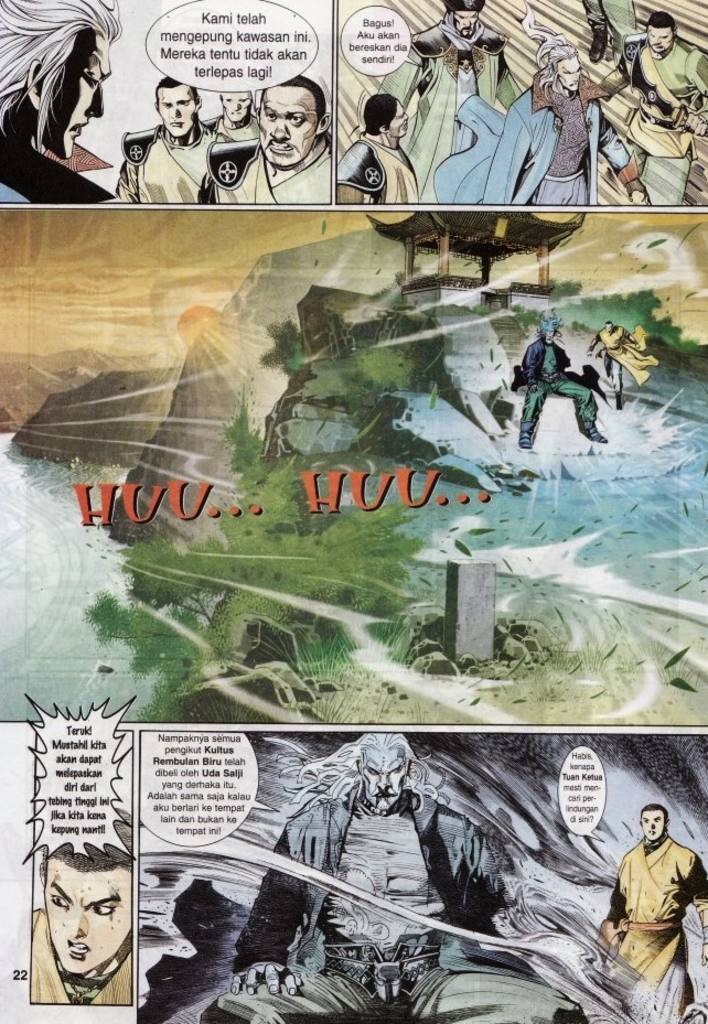 Kami telah
mengepung kawasan ini.
Mereka tentu tidak akan
terlepas lagi!
Bagus!
Aku akan
bereskan dia
sendiri!
HUU... HUU...
Teruk!
Mustahil kita
akan dapat
melepaskan
diri dari
tebing tinggi ini
jika kita kena
kepung nanti!
Nampaknya semua
pengikut Kultus
Rembulan Biru telah
dibeli oleh Uda Salji
yang derhaka itu.
Adalah sama saja kalau
aku berlari ke tempat
lain dan bukan ke
tempat ini!
Habis,
kenapa
Tuan Ketua
mesti men-
cari per-
lindungan
di sini?
22